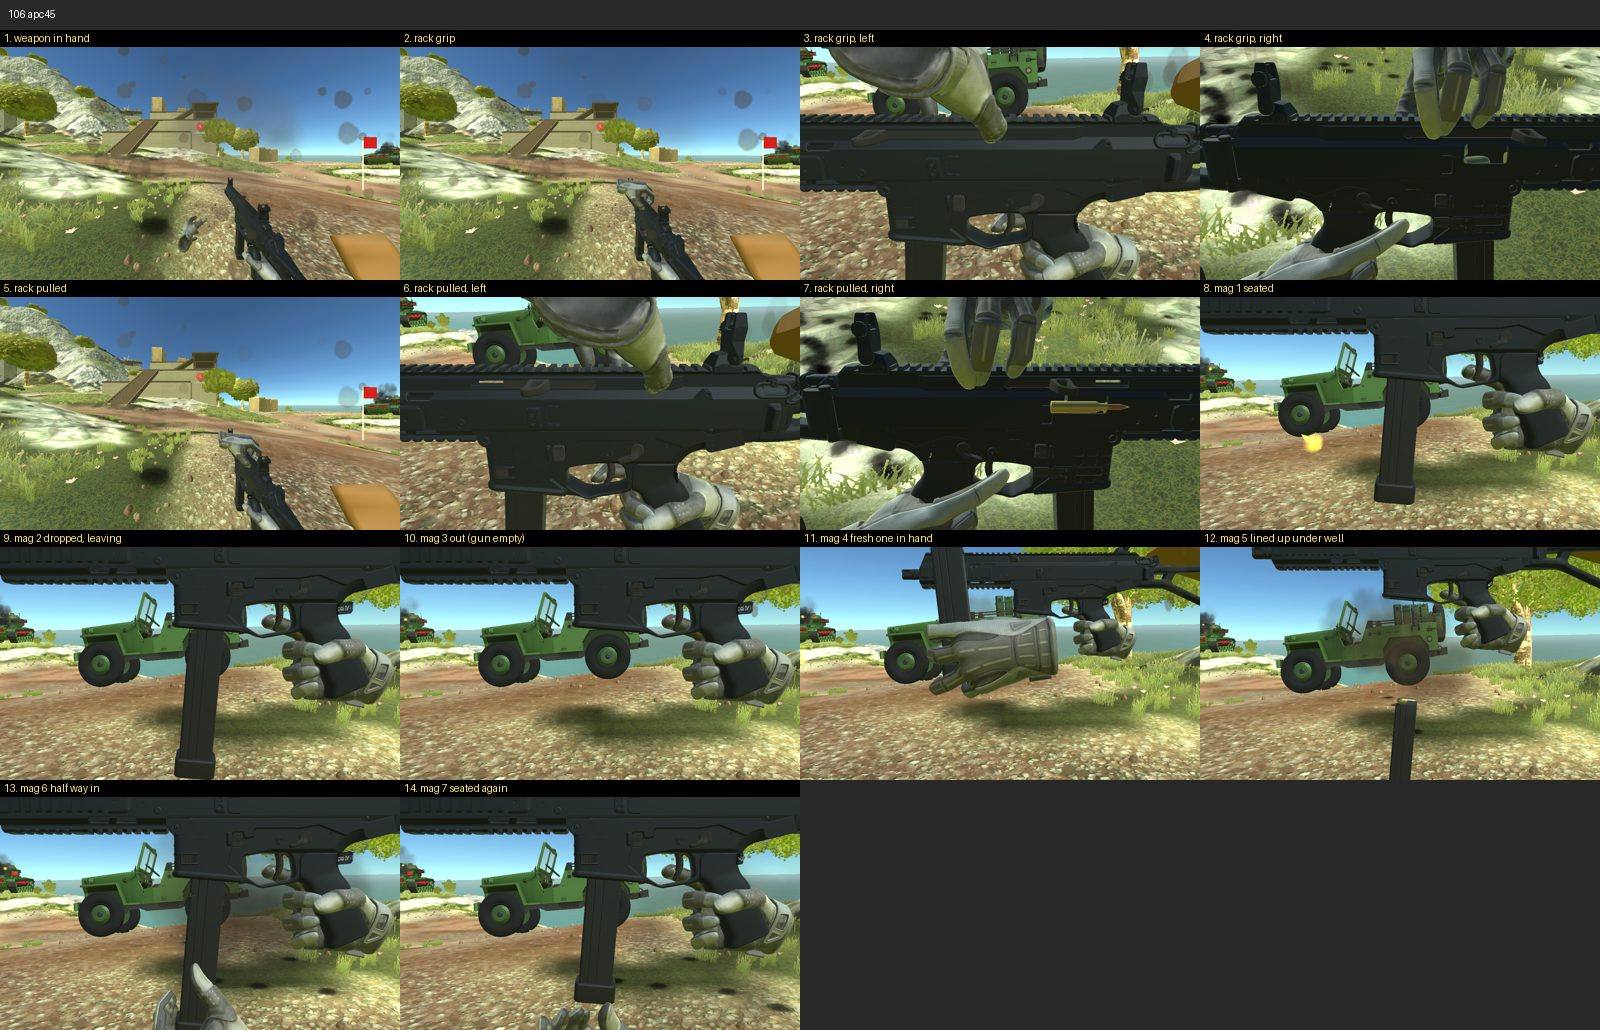 106 apc45
1. weapon in hand
2. rack grip
3. rack grip, left
4. rack grip, right
5. rack pulled
6. rack pulled, left
7. rack pulled, right
8. mag 1 seated
9. mag 2 dropped, leaving
10. mag 3 out (gun empty)
11. mag 4 fresh one in hand
12. mag 5 lined up under well
13. mag 6 half way in
14. mag 7 seated again